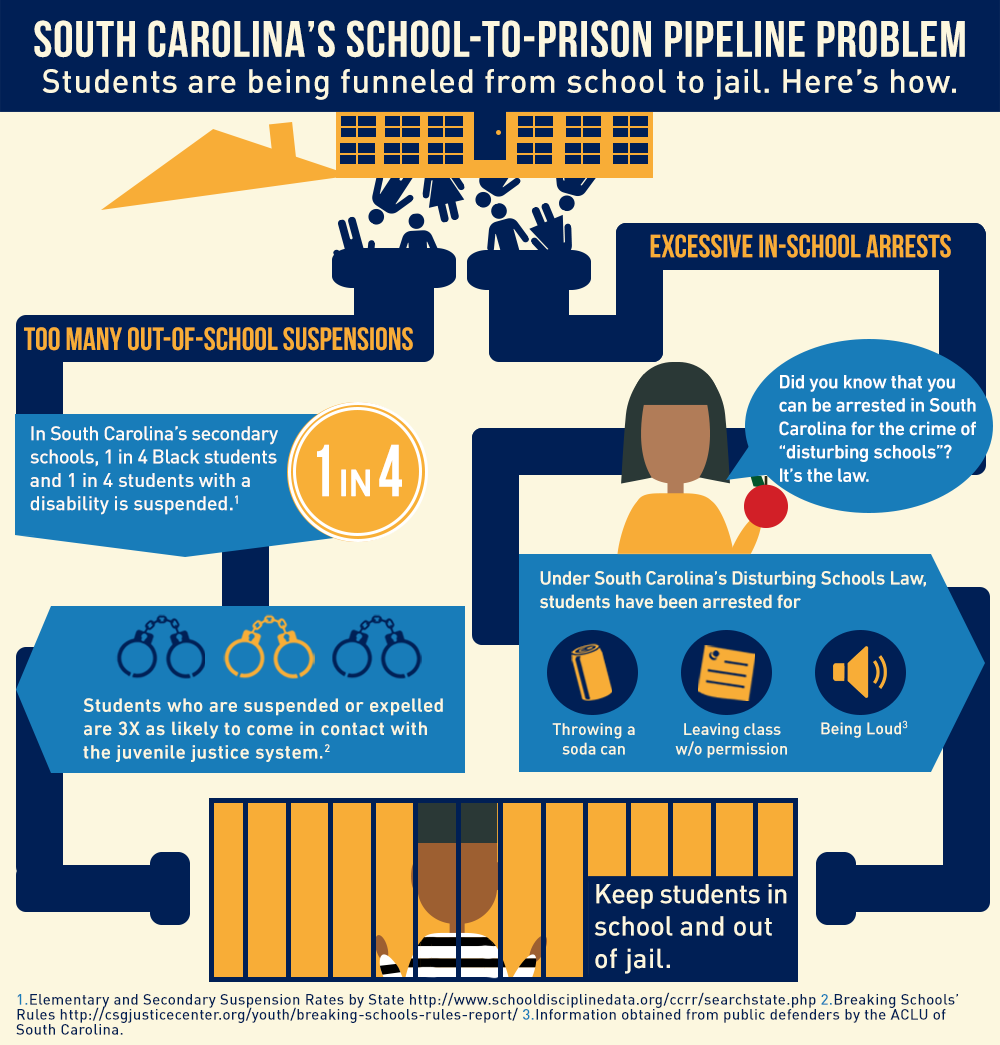 SOUTH CAROLINA'S SCHOOL-TO-PRISON PIPELINE PROBLEM
Students are being funneled from school to jail. Here's how.
EXCESSIVE IN-SCHOOL ARRESTS
TOO MANY OUT-OF-SCHOOL SUSPENSIONS
In South Carolina's secondary
schools, 1 in 4 Black students
and 1 in 4 students with a
disability is suspended.¹
1 IN 4
Did you know that you
can be arrested in South
Carolina for the crime of
“disturbing schools”?
It's the law.
Students who are suspended or expelled
are 3X as likely to come in contact with
the juvenile justice system.²
Under South Carolina's Disturbing Schools Law,
students have been arrested for
Throwing a
soda can
Leaving class
w/o permission
Being Loud³
Keep students in
school and out
of jail.
1.Elementary and Secondary Suspension Rates by State http://www.schooldisciplinedata.org/ccrr/searchstate.php 2.Breaking Schools'
Rules http://csgjusticecenter.org/youth/breaking-schools-rules-report/ 3.Information obtained from public defenders by the ACLU of
South Carolina.